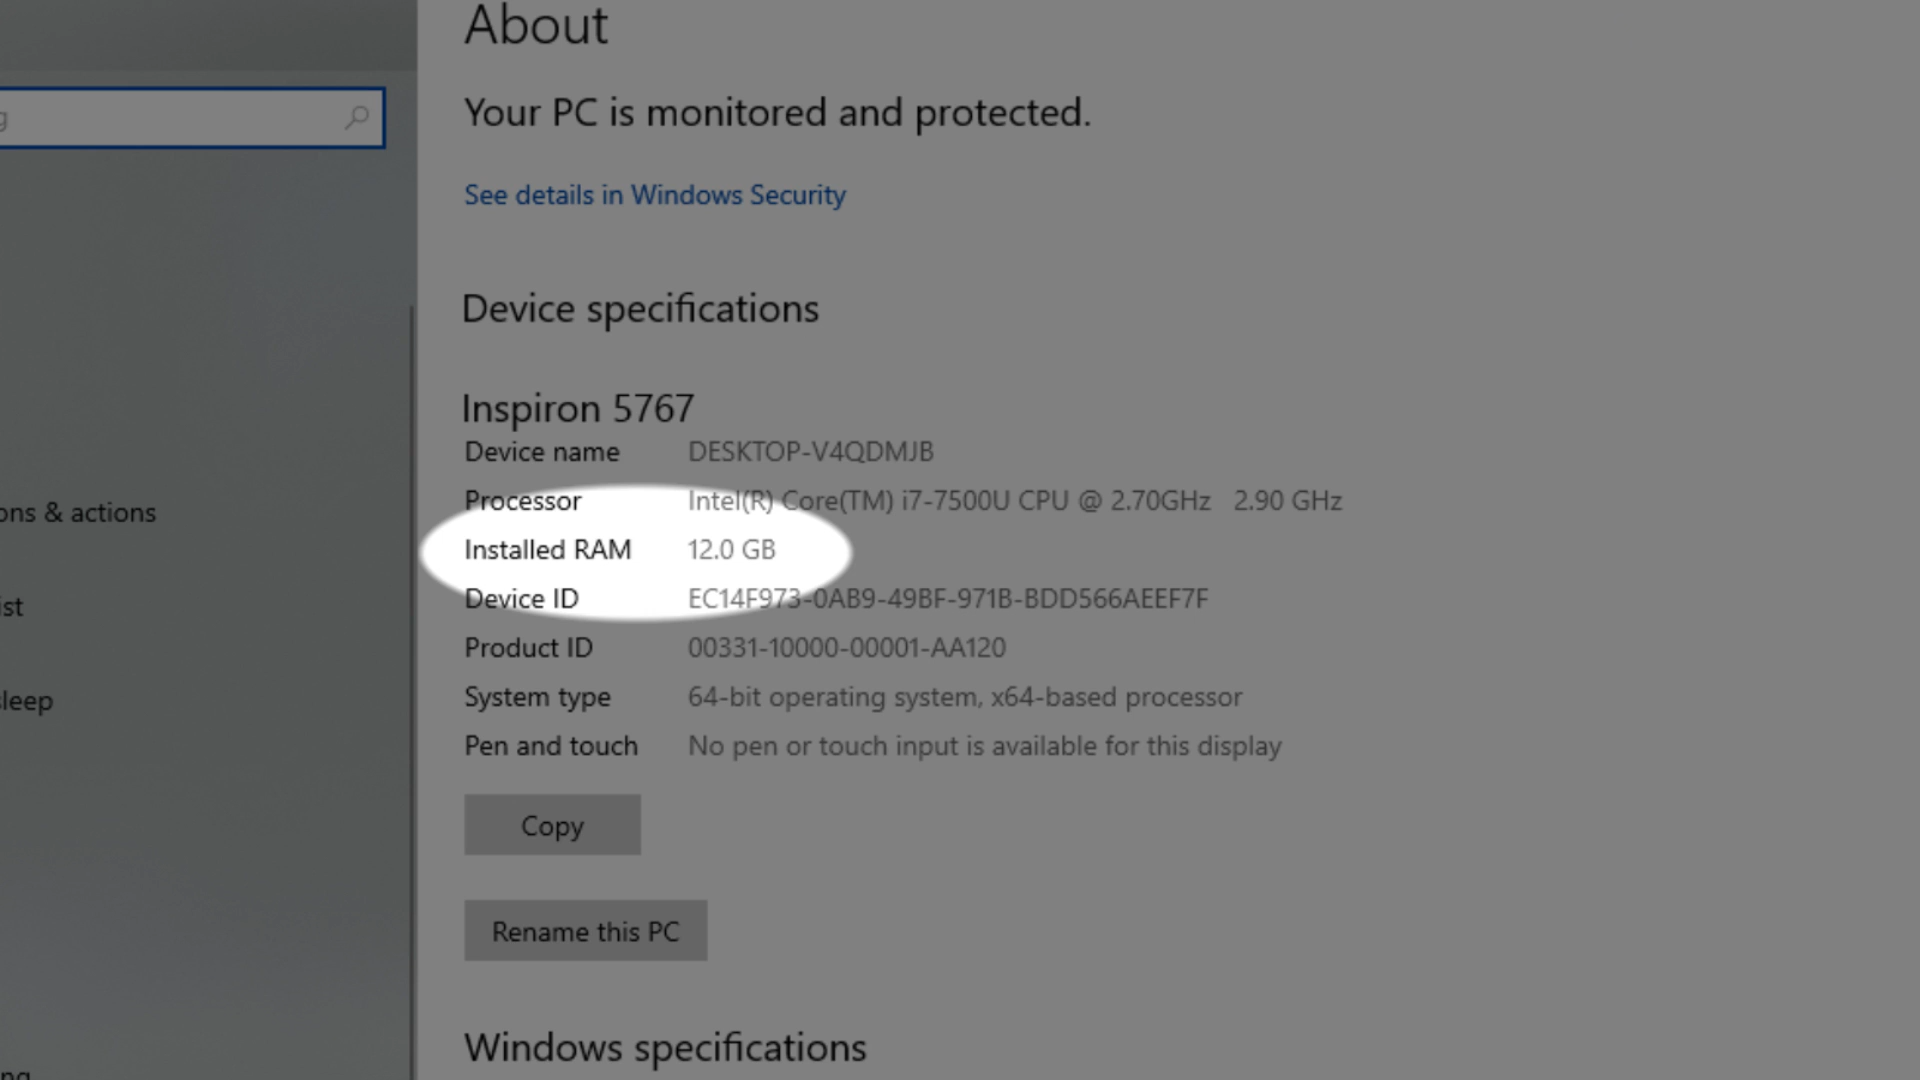 About
Your PC is monitored and protected.
See details in Windows Security
Device specifications
Inspiron 5767
Device name DESKTOP-V4QDMJB
Processor Intel(R) Core(TM) i7-7500U CPU @ 2.70GHz 2.90 GHz
Installed RAM 12.0 GB
Device ID EC14F973-0AB9-49BF-971B-BDD566AEEF7F
Product ID 00331-10000-00001-AA120
System type 64-bit operating system, x64-based processor
Pen and touch No pen or touch input is available for this display
Copy
Rename this PC
Windows specifications
g
ons & actions
ist
sleep